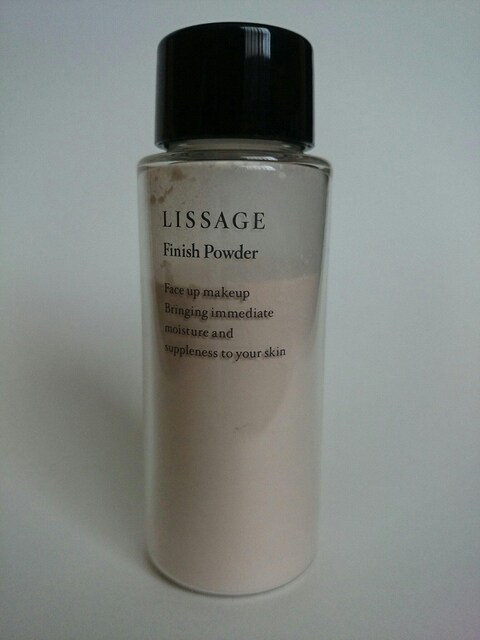 LISSAGE
Finish Powder
Face up makeup
Bringing immediate
moisture and
suppleness to your skin